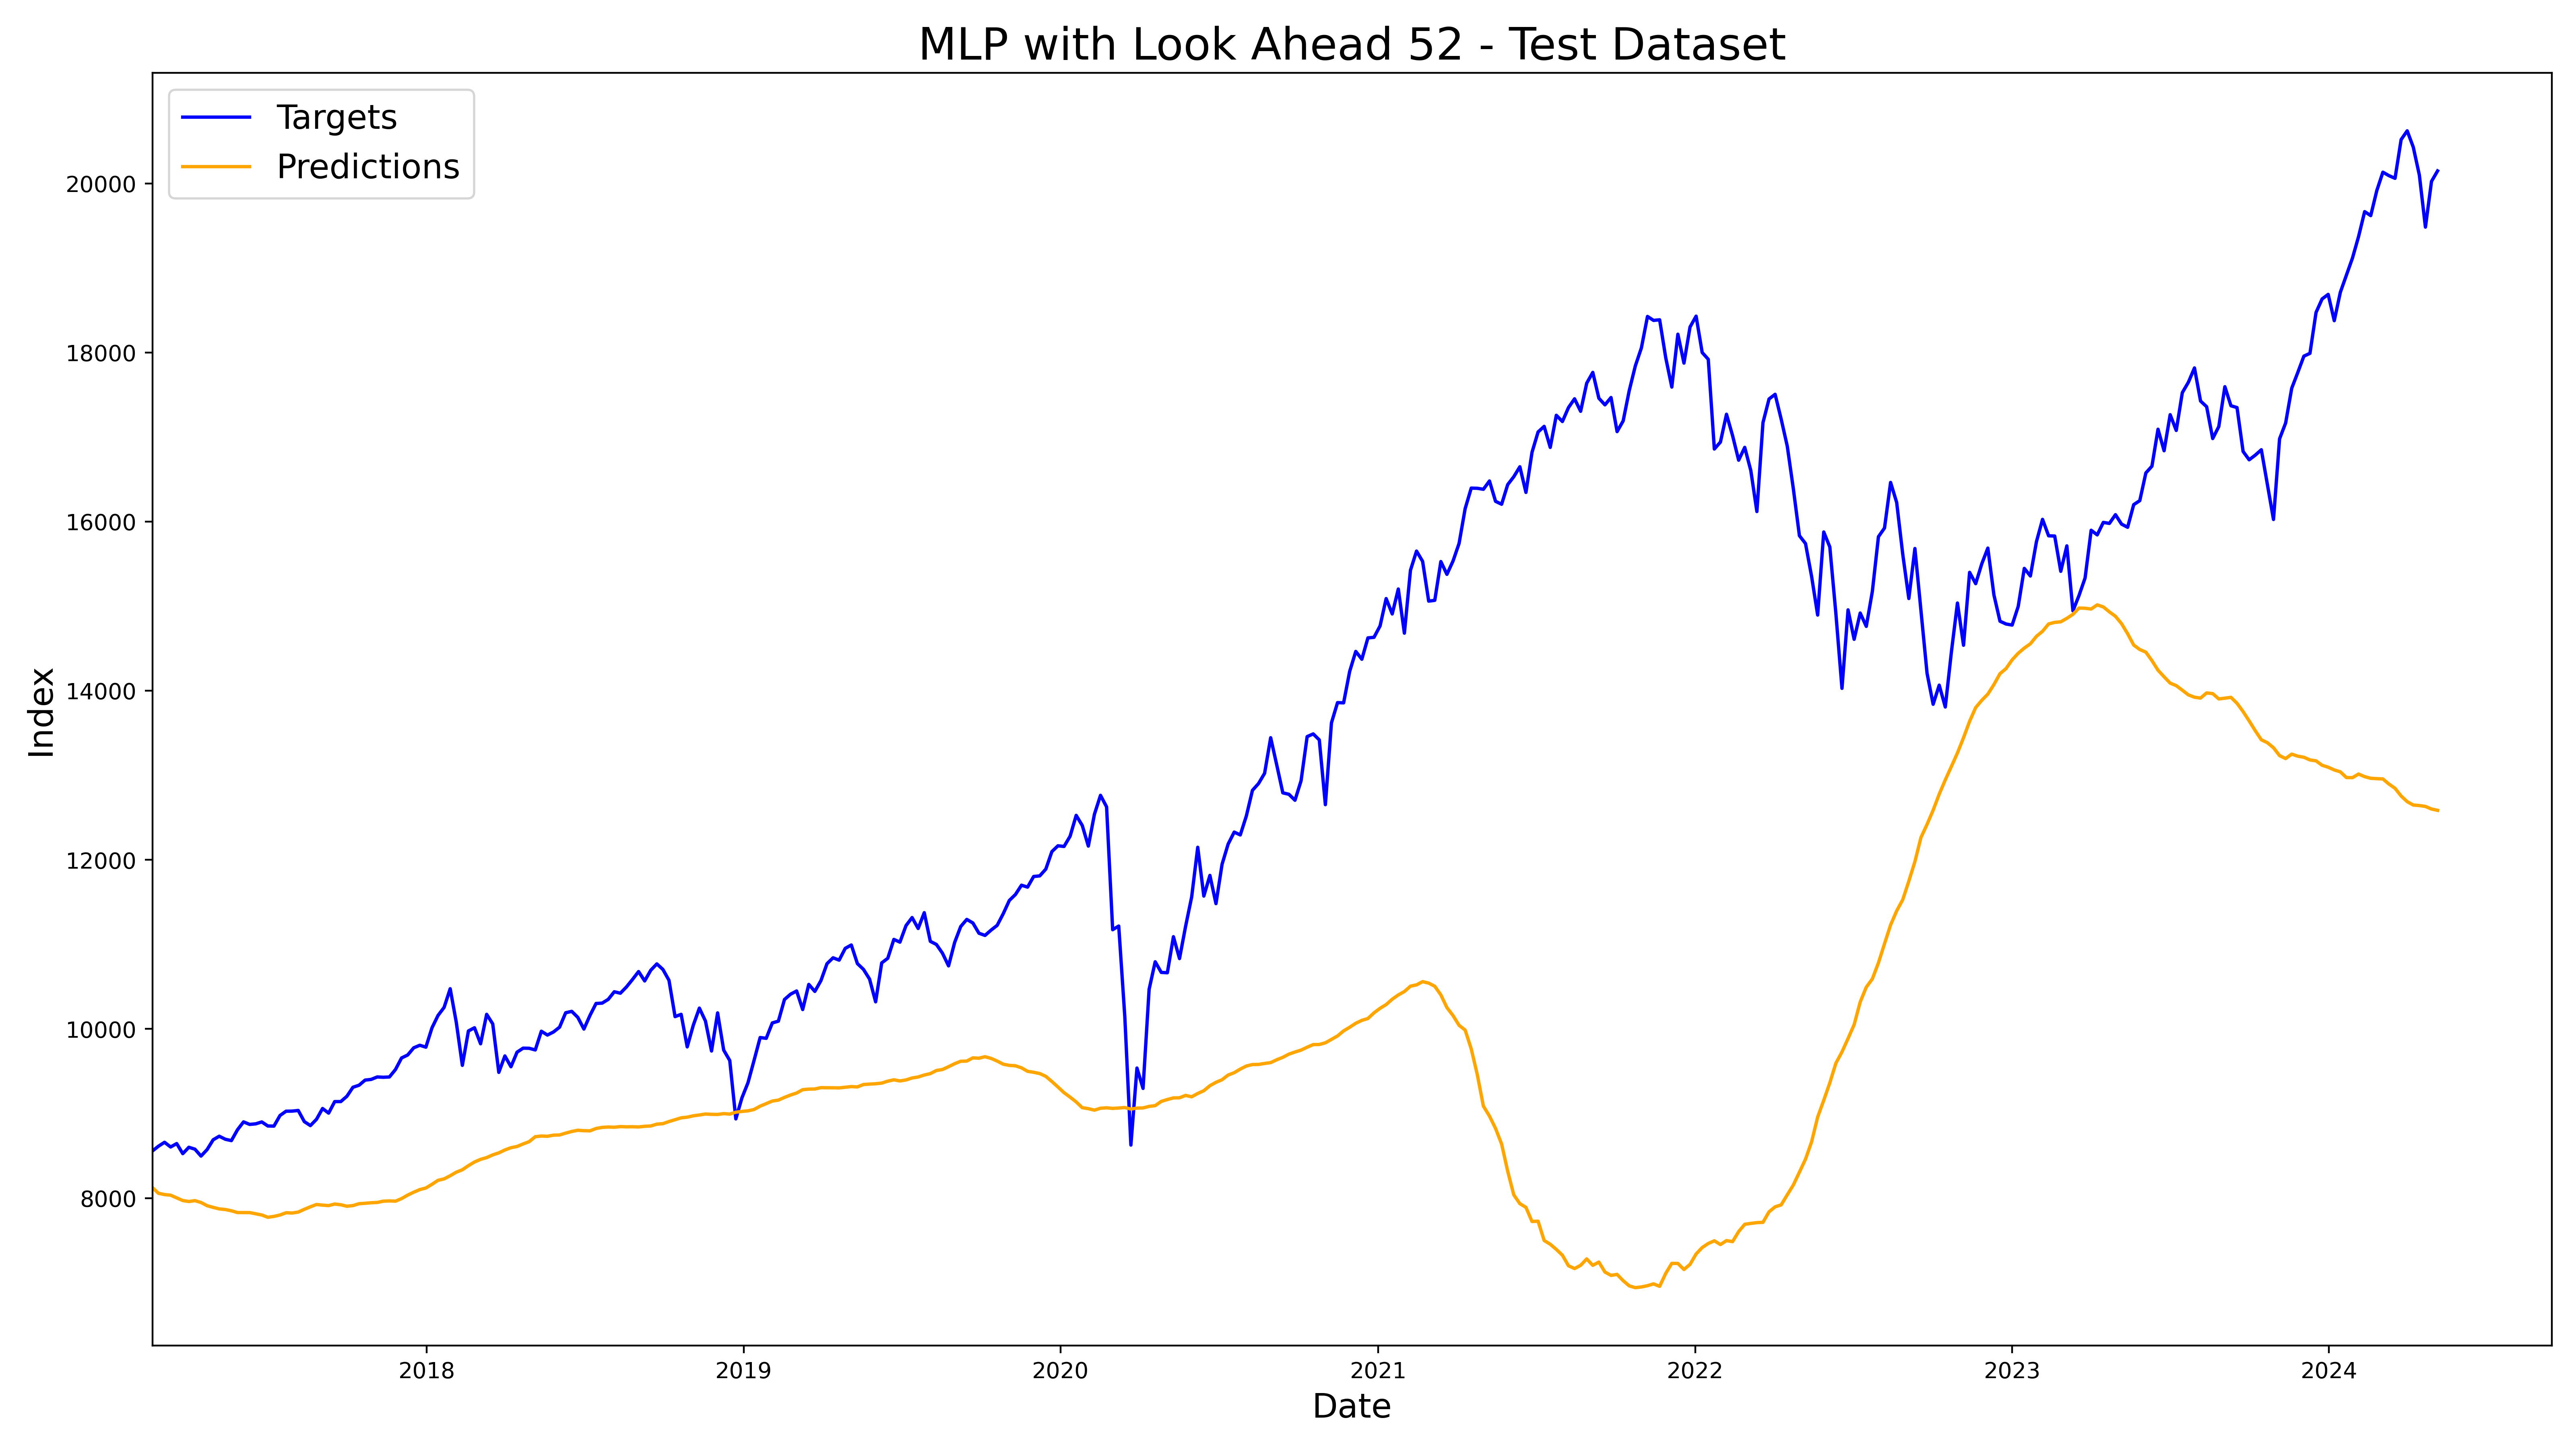 MLP with Look Ahead 52 - Test Dataset
Targets
Predictions
20000
18000
16000
14000
12000
10000
8000
Index
2018 2019 2020 2021 2022 2023 2024
Date